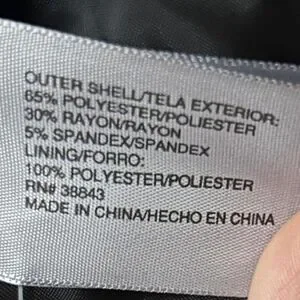 OUTER SHELL/TELA EXTERIOR:
65% POLYESTER/POLIESTER
30% RAYON/RAYON
5% SPANDEX/SPANDEX
LINING/FORRO:
100% POLYESTER/POLIESTER
RN# 38843
MADE IN CHINA/HECHO EN CHINA